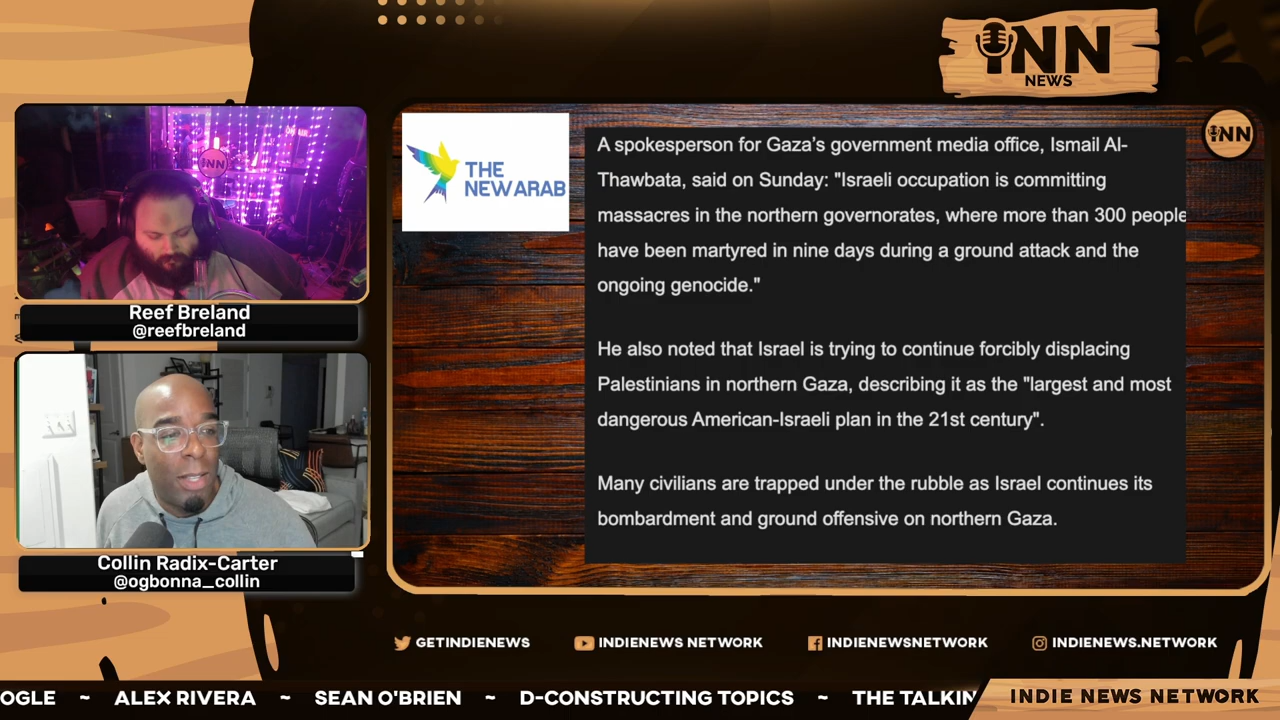 iNN
NEWS
iNN
iNN
THE
NEWARAB
A spokesperson for Gaza's government media office, Ismail Al-
Thawbata, said on Sunday: "Israeli occupation is committing
massacres in the northern governorates, where more than 300 people
have been martyred in nine days during a ground attack and the
ongoing genocide."
He also noted that Israel is trying to continue forcibly displacing
Palestinians in northern Gaza, describing it as the "largest and most
dangerous American-Israeli plan in the 21st century".
Many civilians are trapped under the rubble as Israel continues its
bombardment and ground offensive on northern Gaza.
Reef Breland
@reefbreland
Collin Radix-Carter
@ogbonna_collin
GETINDIENEWS
INDIENEWS NETWORK
INDIENEWSNETWORK
INDIENEWS.NETWORK
OGLE ~ ALEX RIVERA ~ SEAN O'BRIEN ~ D-CONSTRUCTING TOPICS ~ THE TALKIN
INDIE NEWS NETWORK